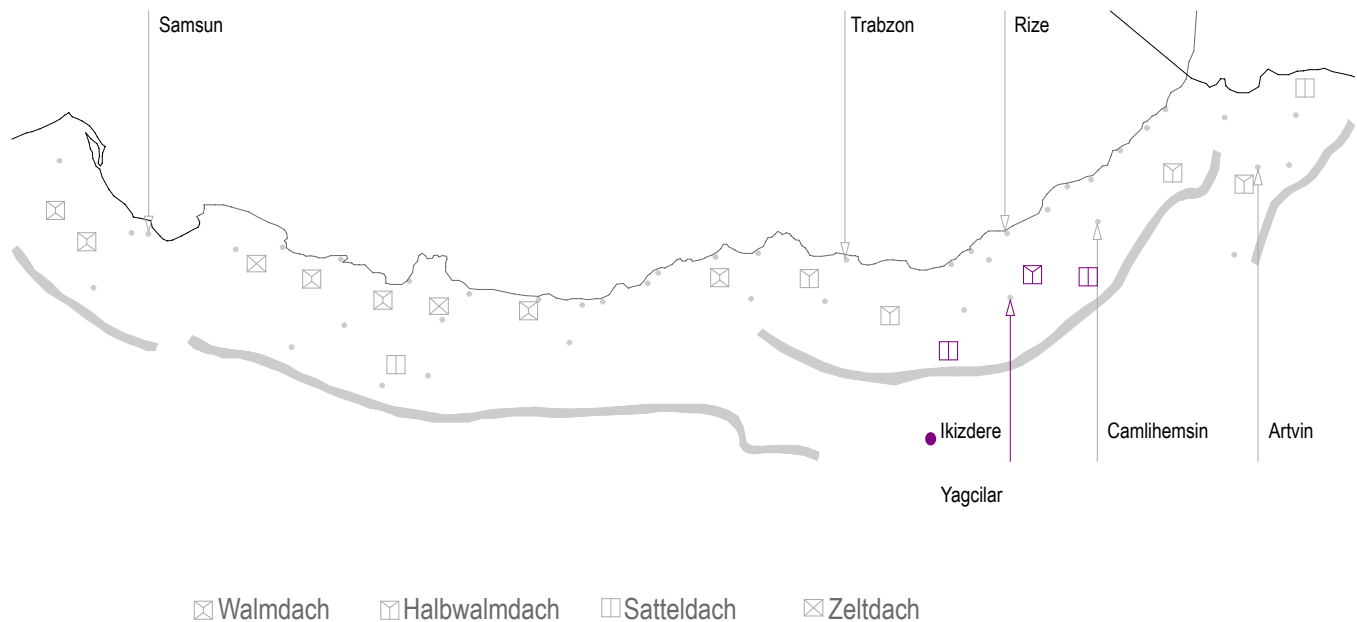 Samsun
Trabzon
Rize
Ikizdere
Camlihemsin
Artvin
Yagcilar
Walmdach
Halbwalmdach
Satteldach
Zeltdach